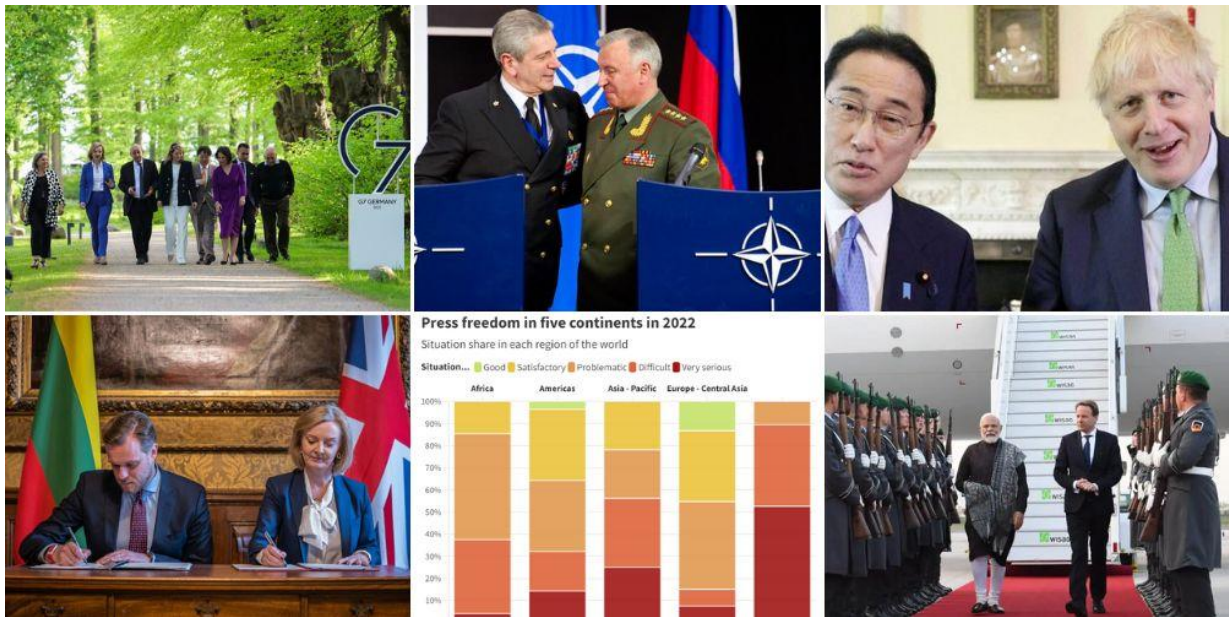 G7
G7 GERMANY
2022
Press freedom in five continents in 2022
Situation share in each region of the world
Situation... Good Satisfactory Problematic Difficult Very serious
Africa Americas Asia - Pacific Europe - Central Asia
100%
90%
80%
70%
60%
50%
40%
30%
20%
10%